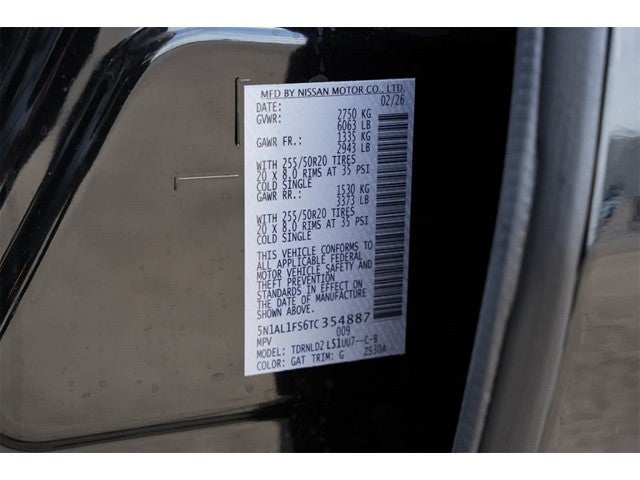 MFD BY NISSAN MOTOR CO., LTD.
DATE: 02/26
GVWR: 2750 KG
6063 LB
GAWR FR.: 1335 KG
2943 LB
WITH 255/50R20 TIRES
20 X 8.0 RIMS AT 35 PSI
COLD SINGLE
GAWR RR.: 1530 KG
3373 LB
WITH 255/50R20 TIRES
20 X 8.0 RIMS AT 35 PSI
COLD SINGLE
THIS VEHICLE CONFORMS TO
ALL APPLICABLE FEDERAL
MOTOR VEHICLE SAFETY AND
THEFT PREVENTION
STANDARDS IN EFFECT ON
THE DATE OF MANUFACTURE
SHOWN ABOVE.
5N1AL1FS6TC354887
MPV 009
MODEL: TDRNLD2 L51UU7--C-B
COLOR: GAT TRIM: G Z530A